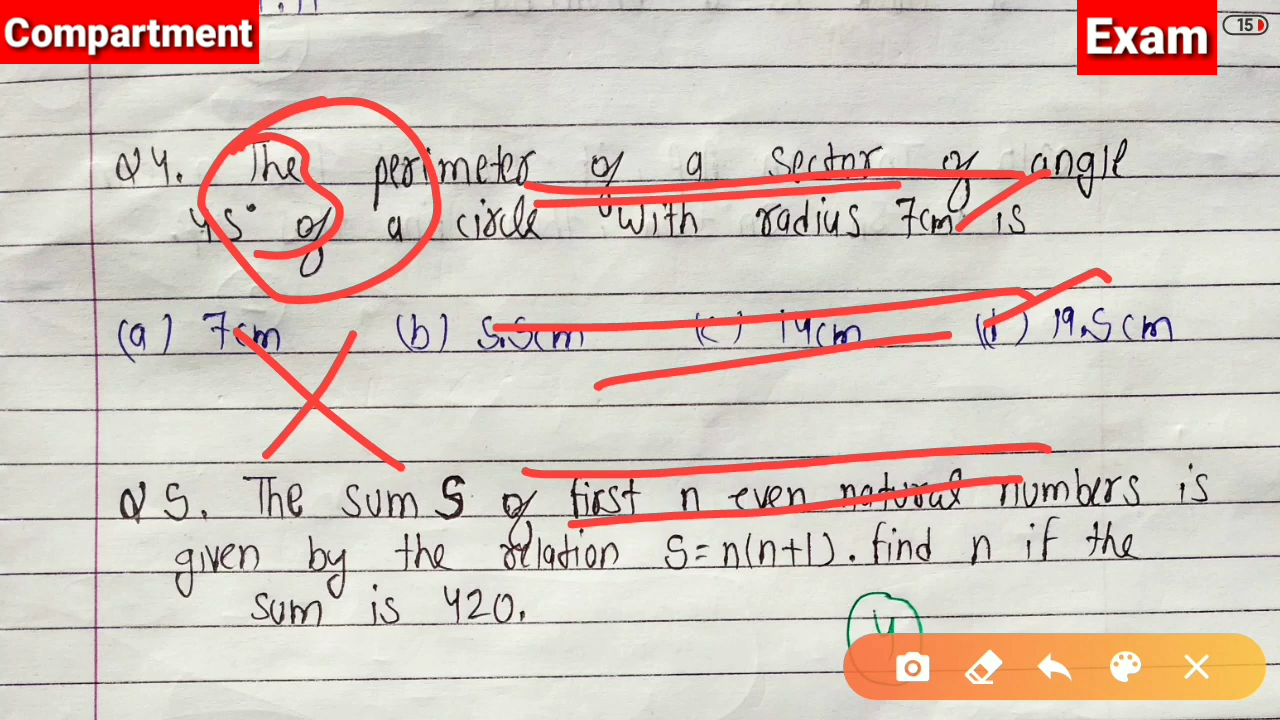 Compartment
Exam
15
Q4. The perimeter of a sector of angle
45° of a circle with radius 7cm is
(a) 7cm (b) 5.5cm (c) 14cm (d) 19.5cm
Q5. The sum S of first n even natural numbers is
given by the relation S=n(n+1). find n if the
sum is 420.
4